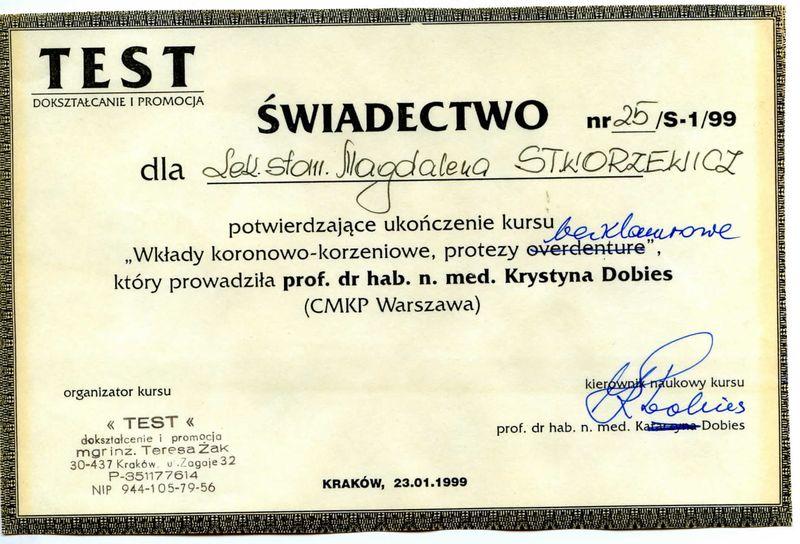 TEST
DOKSZTAŁCANIE I PROMOCJA
ŚWIADECTWO nr 25/S-1/99
dla Lek. stom. Magdalena STWORZEWICZ
potwierdzające ukończenie kursu
bezklamrowe
„Wkłady koronowo-korzeniowe, protezy overdenture”,
który prowadziła prof. dr hab. n. med. Krystyna Dobies
(CMKP Warszawa)
organizator kursu
« TEST «
dokształcenie i promocja
mgr inż. Teresa Żak
30-437 Kraków, ul. Zagaje 32
P-351177614
NIP 944-105-79-56
kierownik naukowy kursu
KDobies
prof. dr hab. n. med. Katarzyna Dobies
KRAKÓW, 23.01.1999